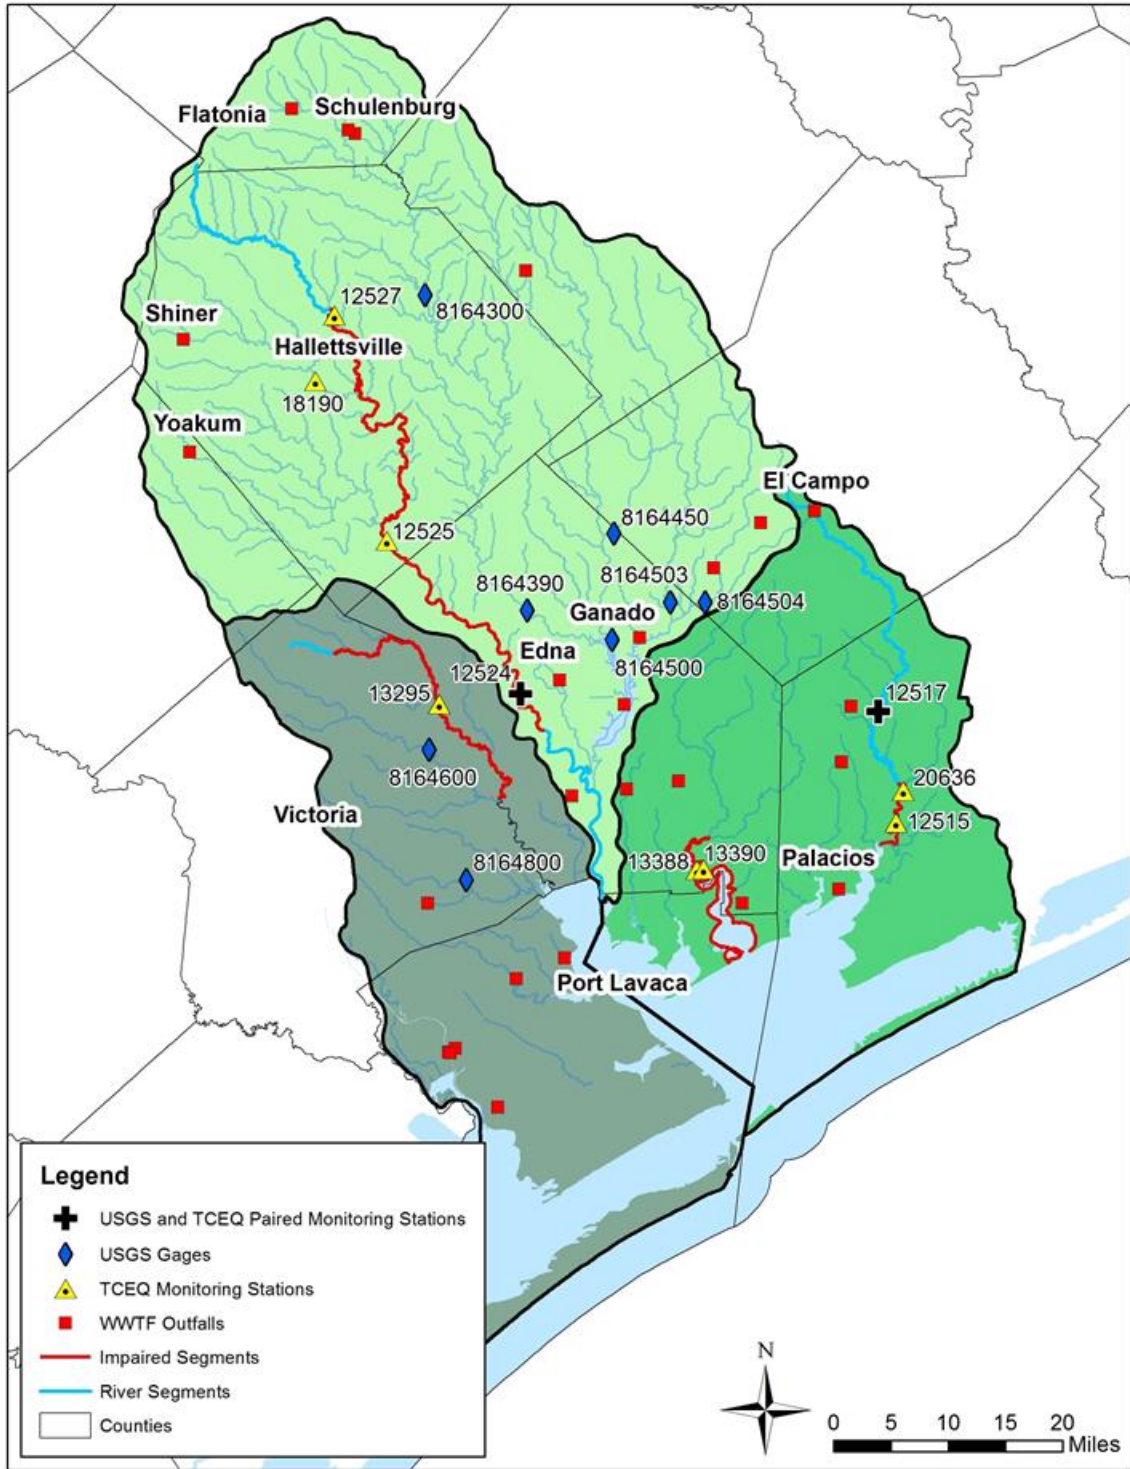 Flatonia
Schulenburg
12527
8164300
Shiner
Hallettsville
18190
Yoakum
El Campo
12525
8164450
8164390
8164503
8164504
Ganado
Edna
8164500
12524
13295
12517
8164600
20636
Victoria
12515
8164800
13388
13390
Palacios
Port Lavaca
Legend
USGS and TCEQ Paired Monitoring Stations
USGS Gages
TCEQ Monitoring Stations
WWTF Outfalls
Impaired Segments
River Segments
Counties
N
0 5 10 20
Miles